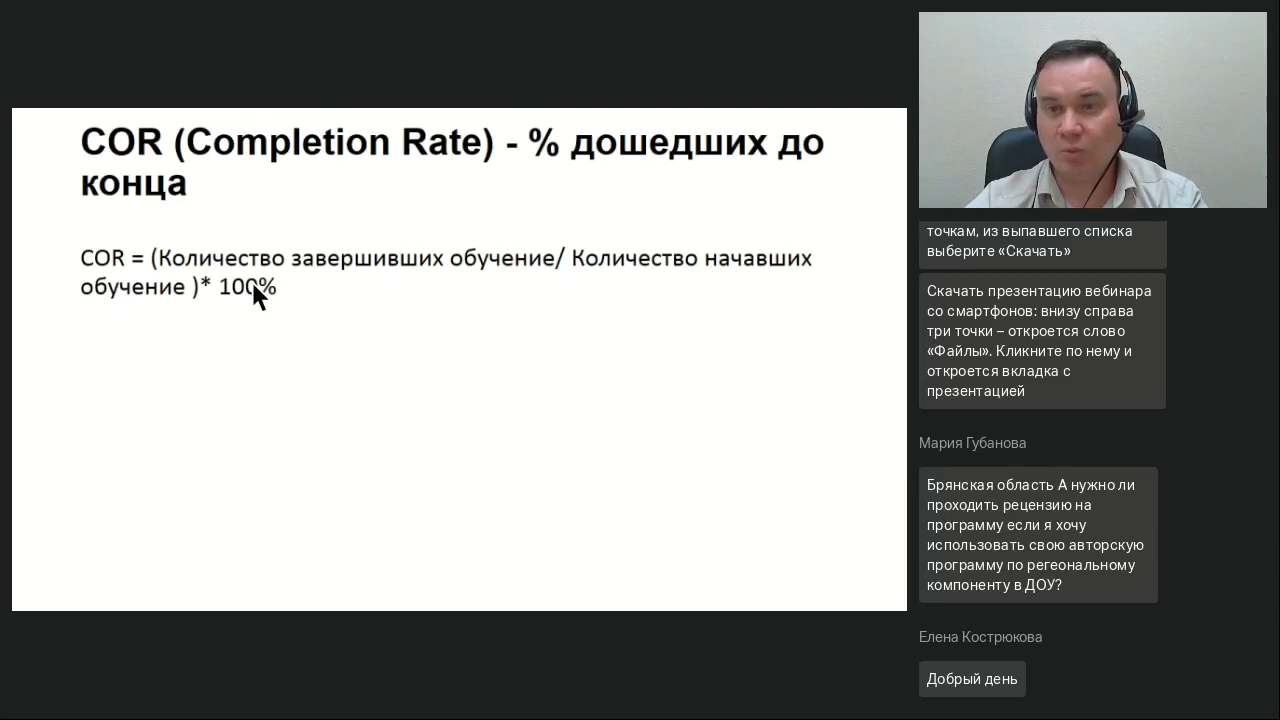 COR (Completion Rate) - % дошедших до
конца
COR = (Количество завершивших обучение/ Количество начавших
обучение )* 100%
точкам, из выпавшего списка
выберите «Скачать»
Скачать презентацию вебинара
со смартфонов: внизу справа
три точки – откроется слово
«Файлы». Кликните по нему и
откроется вкладка с
презентацией
Мария Губанова
Брянская область А нужно ли
проходить рецензию на
программу если я хочу
использовать свою авторскую
программу по регеональному
компоненту в ДОУ?
Елена Кострюкова
Добрый день